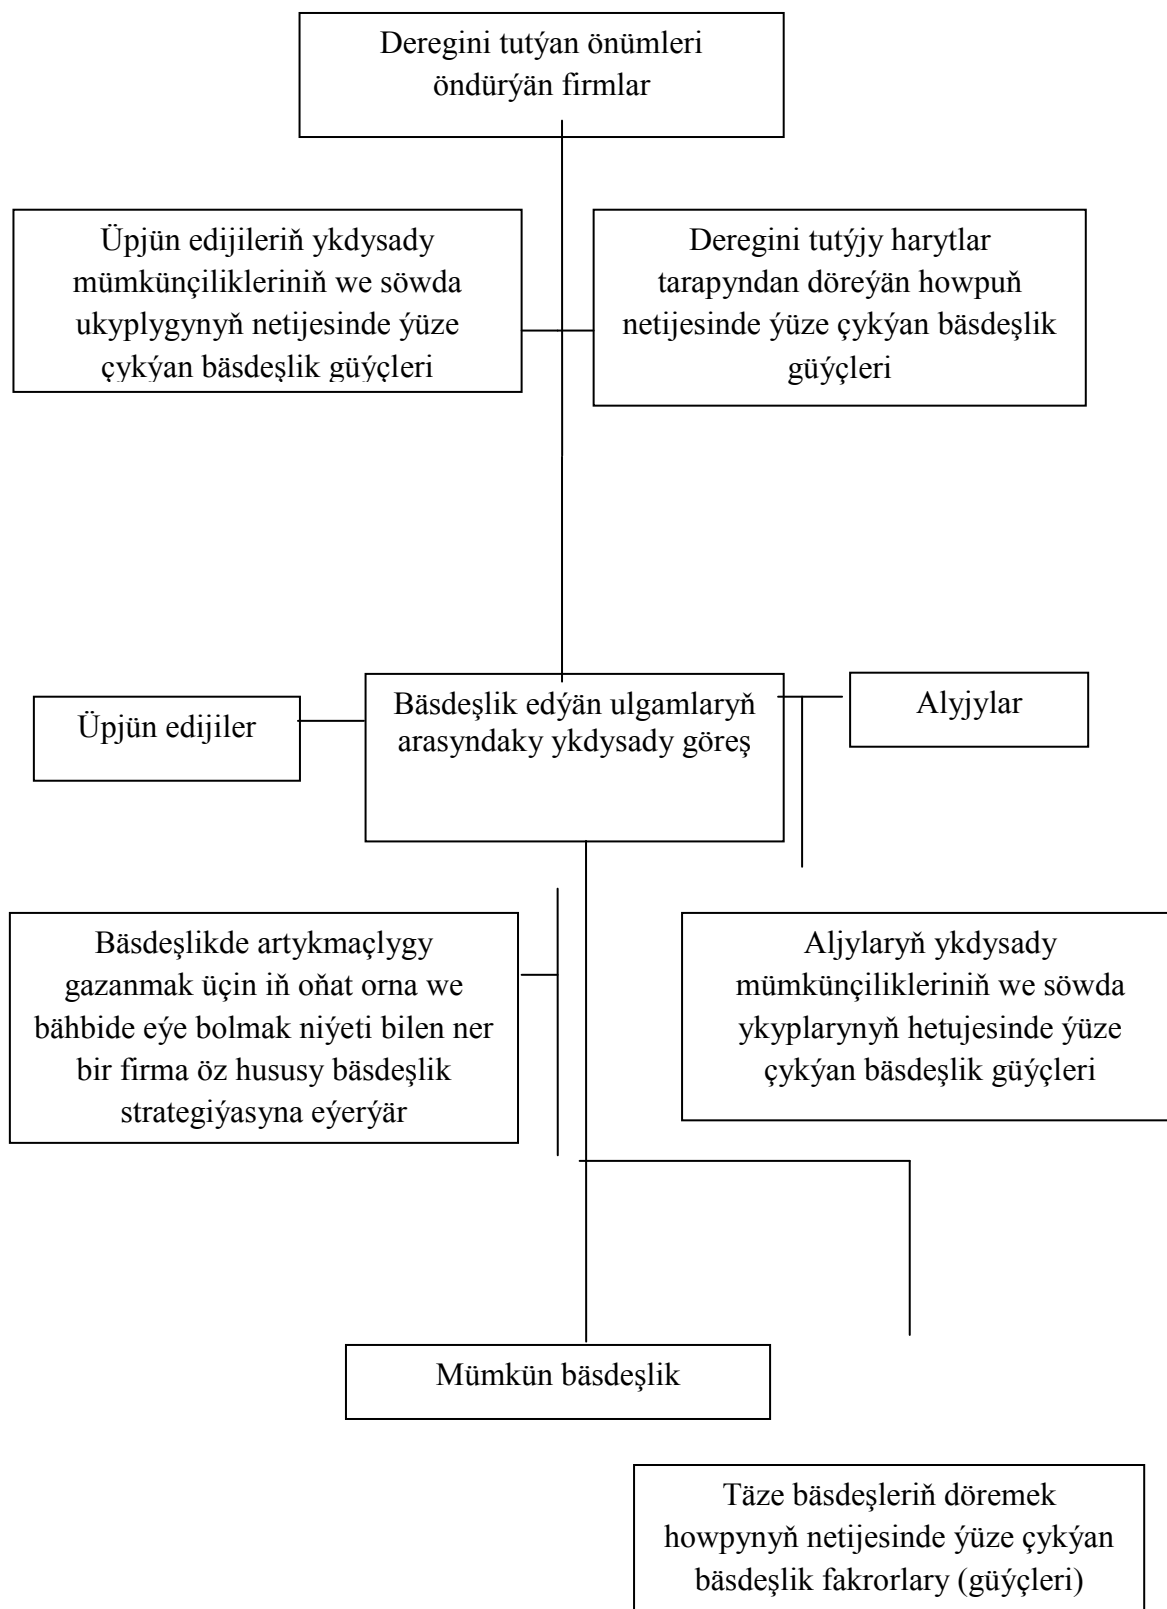 Deregini tutýan önümleri
öndürýän firmlar
Üpjün edijileriň ykdysady
mümkünçilikleriniň we söwda
ukyplygynyň netijesinde ýüze
çykýan bäsdeşlik güýçleri
Deregini tutýjy harytlar
tarapyndan döreýän howpuň
netijesinde ýüze çykýan bäsdeşlik
güýçleri
Üpjün edijiler
Bäsdeşlik edýän ulgamlaryň
arasyndaky ykdysady göreş
Alyjylar
Bäsdeşlikde artykmaçlygy
gazanmak üçin iň oňat orna we
bähbide eýe bolmak niýeti bilen ner
bir firma öz hususy bäsdeşlik
strategiýasyna eýerýär
Aljylaryň ykdysady
mümkünçilikleriniň we söwda
ykyplarynyň hetujesinde ýüze
çykýan bäsdeşlik güýçleri
Mümkün bäsdeşlik
Täze bäsdeşleriň döremek
howpynyň netijesinde ýüze çykýan
bäsdeşlik fakrorlary (güýçleri)